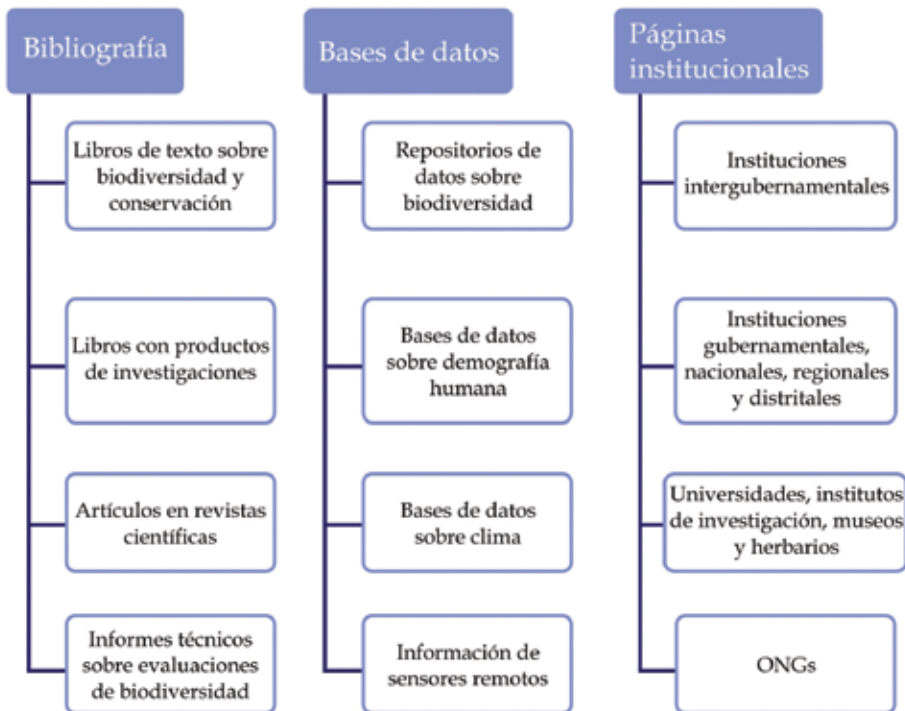 Bibliografía
Libros de texto sobre
biodiversidad y
conservación
Libros con productos
de investigaciones
Artículos en revistas
científicas
Informes técnicos
sobre evaluaciones
de biodiversidad
Bases de datos
Repositorios de
datos sobre
biodiversidad
Bases de datos
sobre demografía
humana
Bases de datos
sobre clima
Información de
sensores remotos
Páginas
institucionales
Instituciones
intergubernamentales
Instituciones
gubernamentales,
nacionales, regionales
y distritales
Universidades, institutos
de investigación, museos
y herbarios
ONGs